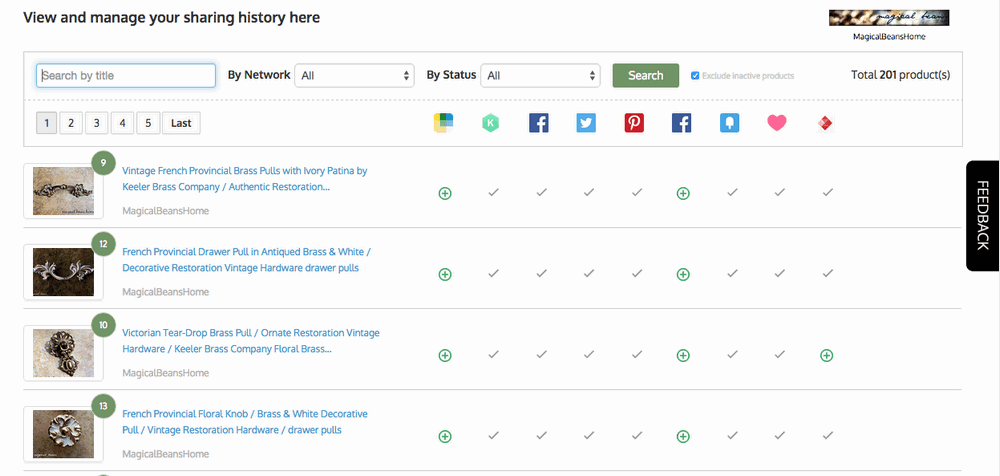 View and manage your sharing history here
magical beans
MagicalBeansHome
Search by title
By Network
All
By Status
All
Search
Exclude inactive products
Total 201 product(s)
1 2 3 4 5 Last
9
Vintage French Provincial Brass Pulls with Ivory Patina by
Keeler Brass Company / Authentic Restoration...
MagicalBeansHome
12
French Provincial Drawer Pull in Antiqued Brass & White /
Decorative Restoration Vintage Hardware drawer pulls
MagicalBeansHome
10
Victorian Tear-Drop Brass Pull / Ornate Restoration Vintage
Hardware / Keeler Brass Company Floral Brass...
MagicalBeansHome
13
French Provincial Floral Knob / Brass & White Decorative
Pull / Vintage Restoration Hardware / drawer pulls
MagicalBeansHome
FEEDBACK